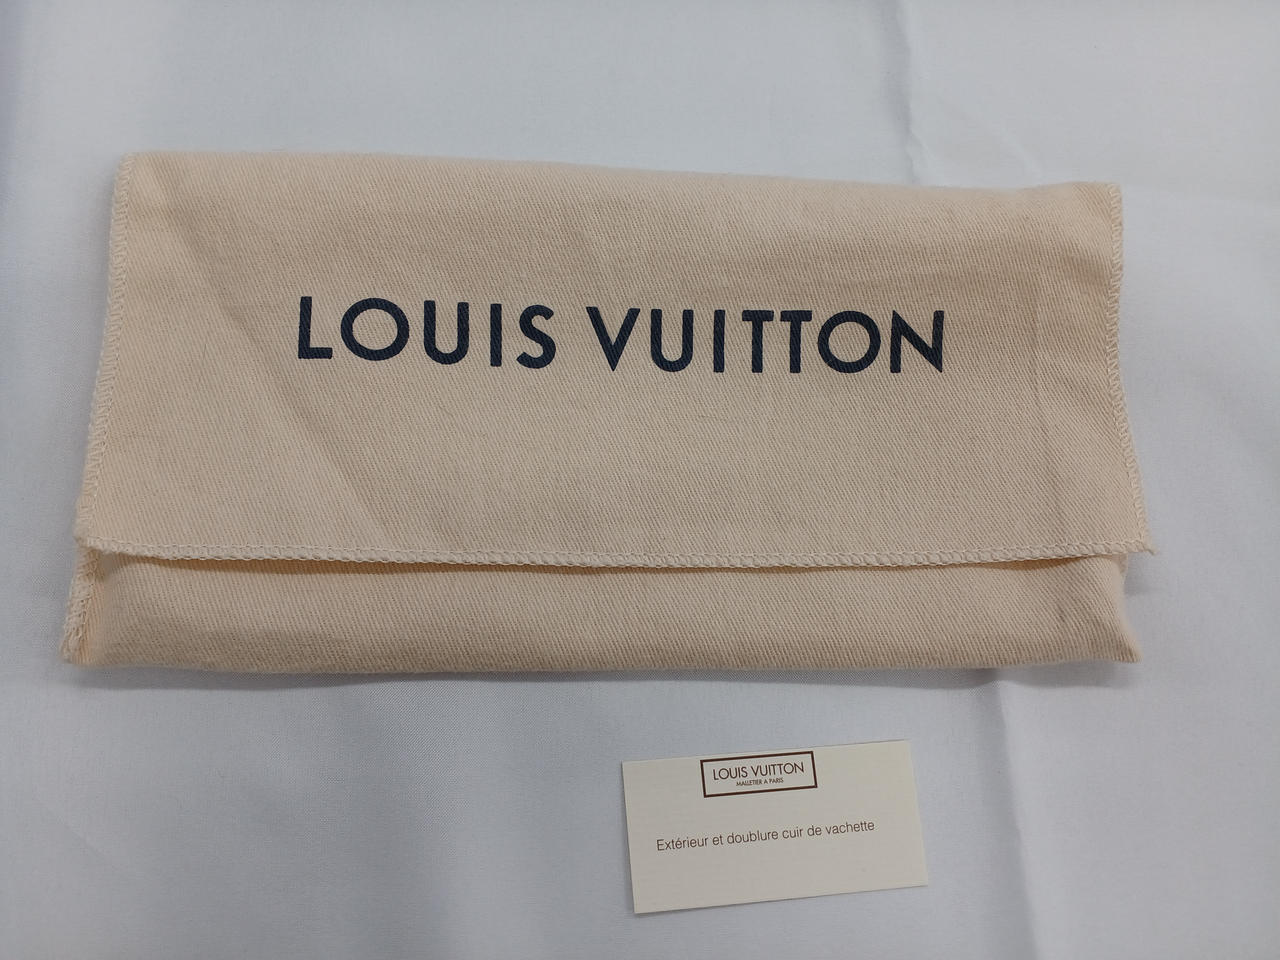 LOUIS VUITTON
LOUIS VUITTON
MALLETIER A PARIS
Extérieur et doublure cuir de vachette